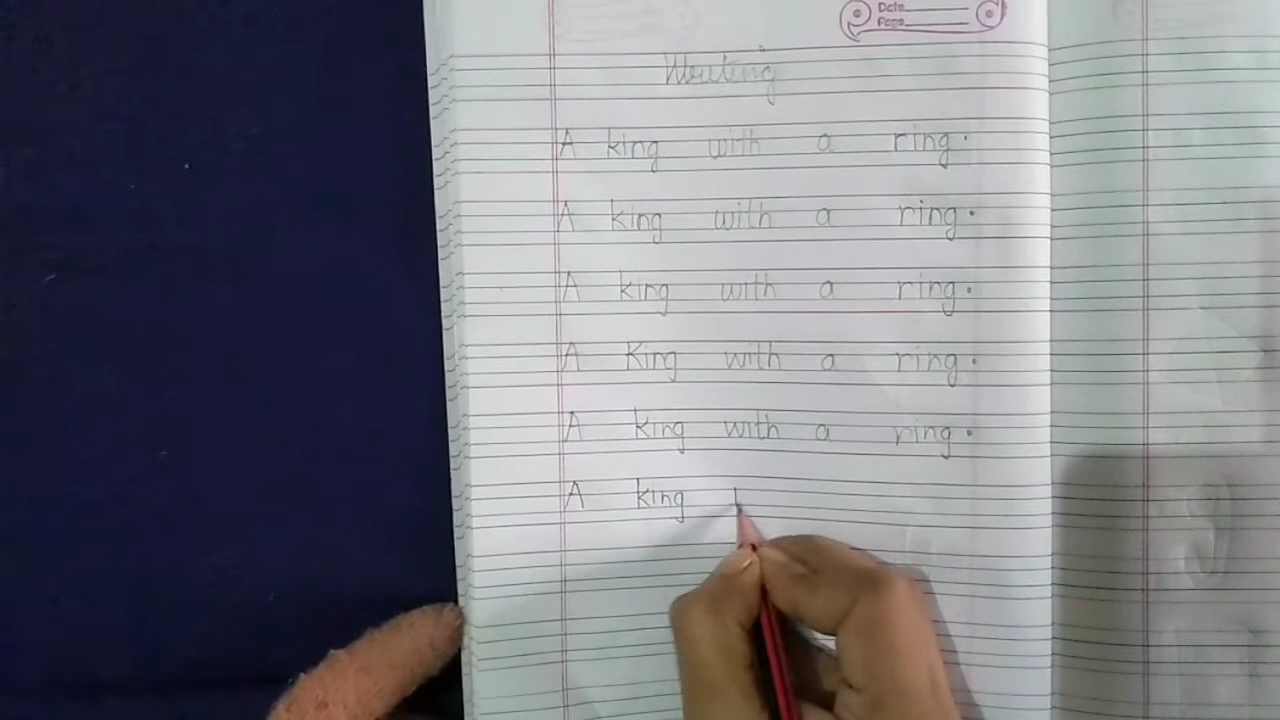 Date
Page
Writing
A king with a ring.
A king with a ring.
A king with a ring.
A King with a ring.
A king with a ring.
A king